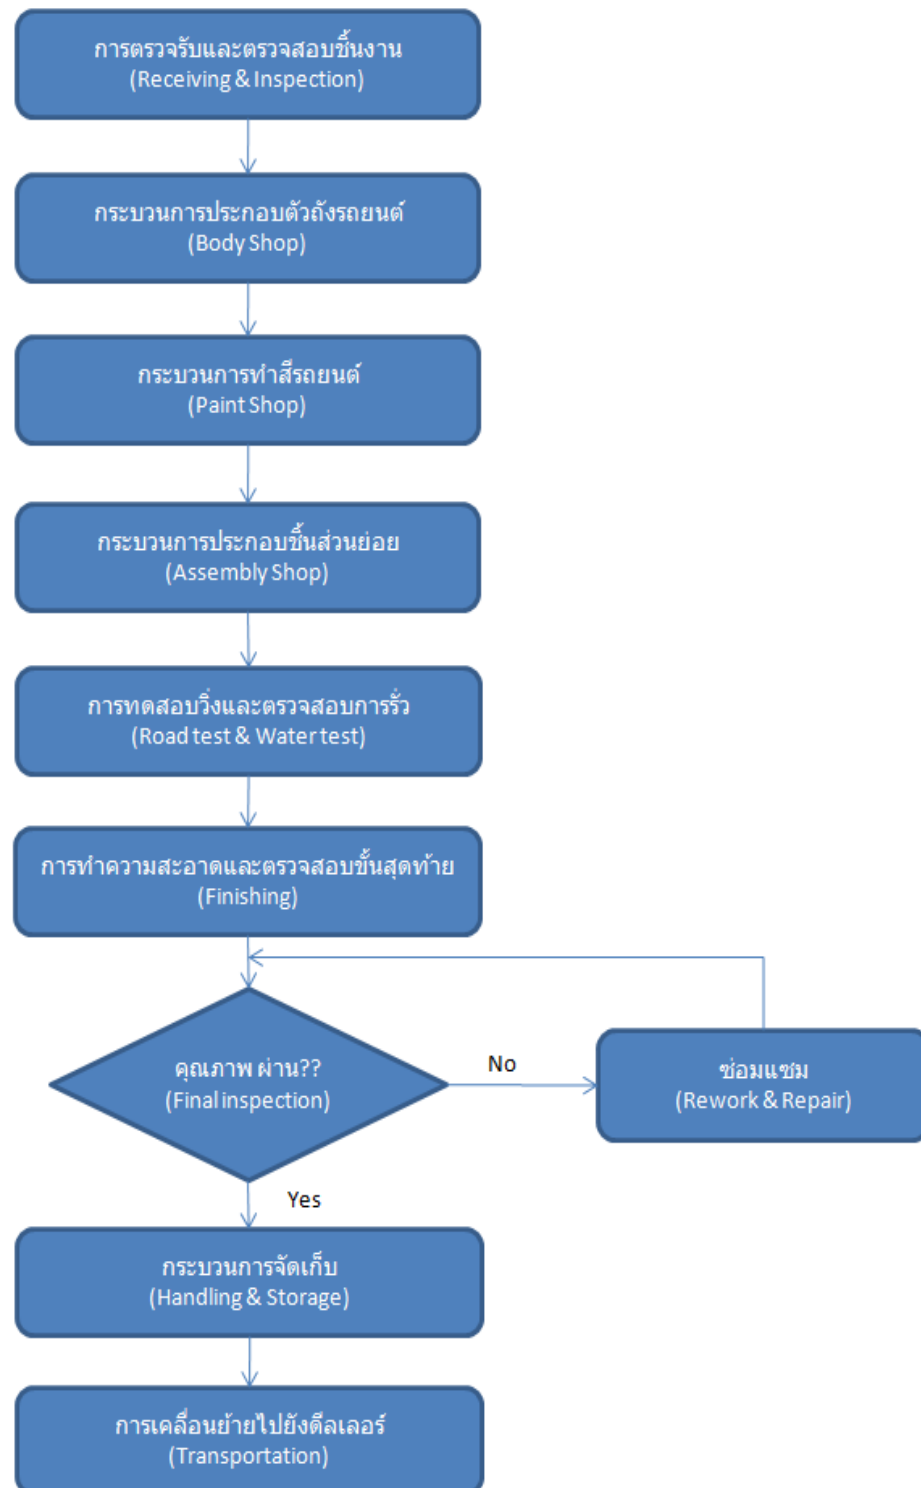 การตรวจรับและตรวจสอบชิ้นงาน
(Receiving & Inspection)
กระบวนการประกอบตัวถังรถยนต์
(Body Shop)
กระบวนการทำสีรถยนต์
(Paint Shop)
กระบวนการประกอบชิ้นส่วนย่อย
(Assembly Shop)
การทดสอบวิ่งและตรวจสอบการรั่ว
(Road test & Water test)
การทำความสะอาดและตรวจสอบขั้นสุดท้าย
(Finishing)
คุณภาพ ผ่าน??
(Final inspection)
No
ซ่อมแซม
(Rework & Repair)
Yes
กระบวนการจัดเก็บ
(Handling & Storage)
การเคลื่อนย้ายไปยังดีลเลอร์
(Transportation)